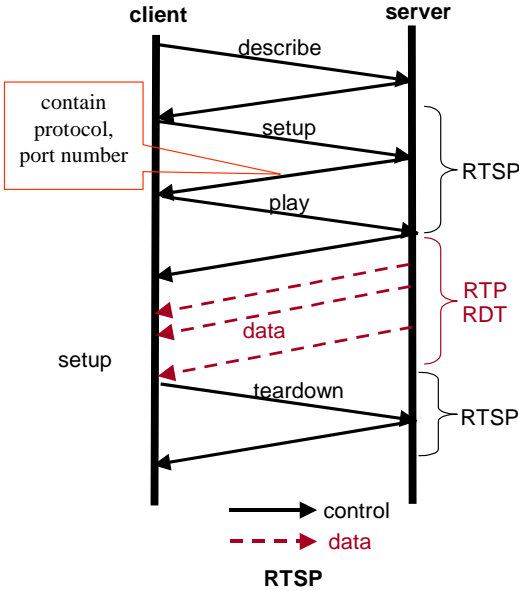 client
server
describe
contain
protocol,
port number
setup
RTSP
play
RTP
RDT
data
setup
teardown
RTSP
control
data
RTSP